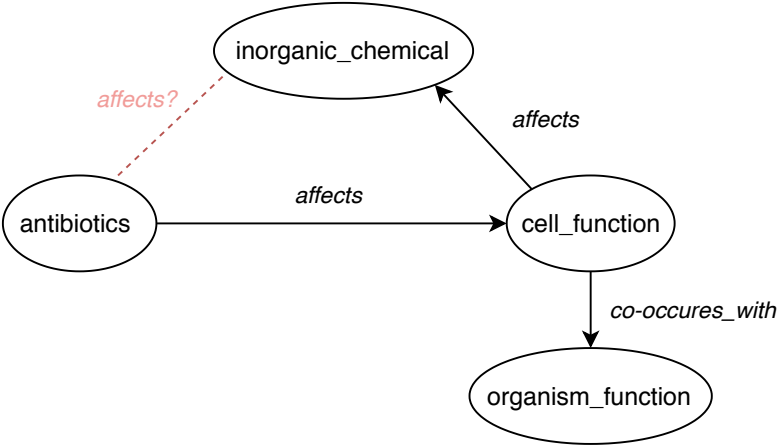 inorganic_chemical
affects?
affects
affects
antibiotics
cell_function
co-occures_with
organism_function